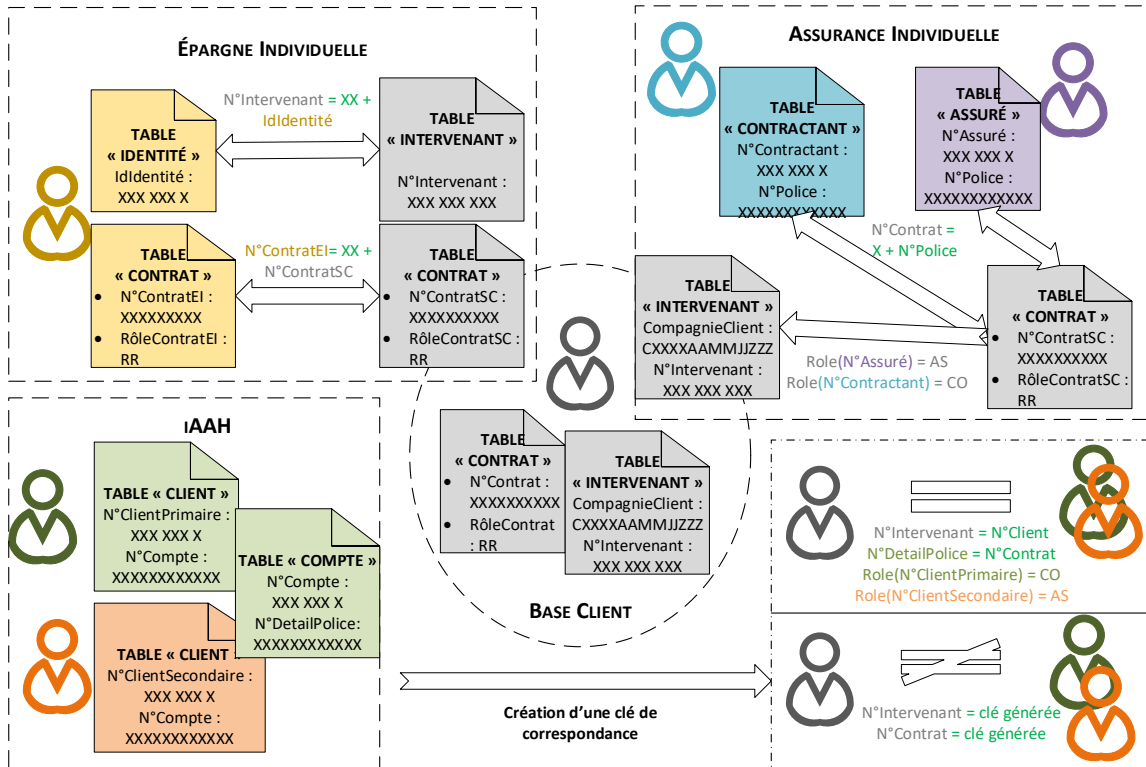 ÉPARGNE INDIVIDUELLE
N°Intervenant = XX +
IdIdentité
TABLE
« IDENTITÉ »
IdIdentité :
XXX XXX X
TABLE
« INTERVENANT »
N°Intervenant :
XXX XXX XXX
TABLE
« CONTRAT »
• N°ContratEI :
XXXXXXXXX
• RôleContratEI :
RR
N°ContratEI= XX +
N°ContratSC
TABLE
« CONTRAT »
• N°ContratSC :
XXXXXXXXXX
• RôleContratSC :
RR
ASSURANCE INDIVIDUELLE
TABLE
« CONTRACTANT »
N°Contractant :
XXX XXX X
N°Police :
XXXXXXXXXXXX
TABLE
« ASSURÉ »
N°Assuré :
XXX XXX X
N°Police :
XXXXXXXXXXXX
N°Contrat =
X + N°Police
TABLE
« INTERVENANT »
CompagnieClient :
CXXXXAAMMJJZZZ
N°Intervenant :
XXX XXX XXX
Role(N°Assuré) = AS
Role(N°Contractant) = CO
TABLE
« CONTRAT »
• N°ContratSC :
XXXXXXXXXX
• RôleContratSC :
RR
IAAH
TABLE « CLIENT »
N°ClientPrimaire :
XXX XXX X
N°Compte :
XXXXXXXXXXXX
TABLE « COMPTE »
N°Compte :
XXX XXX X
N°DetailPolice:
XXXXXXXXXXXX
TABLE « CLIENT »
N°ClientSecondaire :
XXX XXX X
N°Compte :
XXXXXXXXXXXX
TABLE
« CONTRAT »
• N°Contrat :
XXXXXXXXXX
• RôleContrat
: RR
TABLE
« INTERVENANT »
CompagnieClient :
CXXXXAAMMJJZZZ
N°Intervenant :
XXX XXX XXX
BASE CLIENT
Création d'une clé de
correspondance
N°Intervenant = N°Client
N°DetailPolice = N°Contrat
Role(N°ClientPrimaire) = CO
Role(N°ClientSecondaire) = AS
N°Intervenant = clé générée
N°Contrat = clé générée